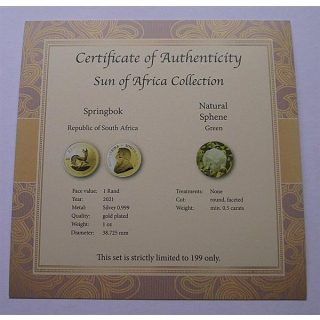 Certificate of Authenticity
Sun of Africa Collection
Springbok
Republic of South Africa
Face value: 1 Rand
Year: 2021
Metal: Silver 0.999
Quality: gold plated
Weight: 1 oz
Diameter: 38,725 mm
Natural
Sphene
Green
Treatments: None
Cut: round, faceted
Weight: min. 0.5 carats
This set is strictly limited to 199 only.